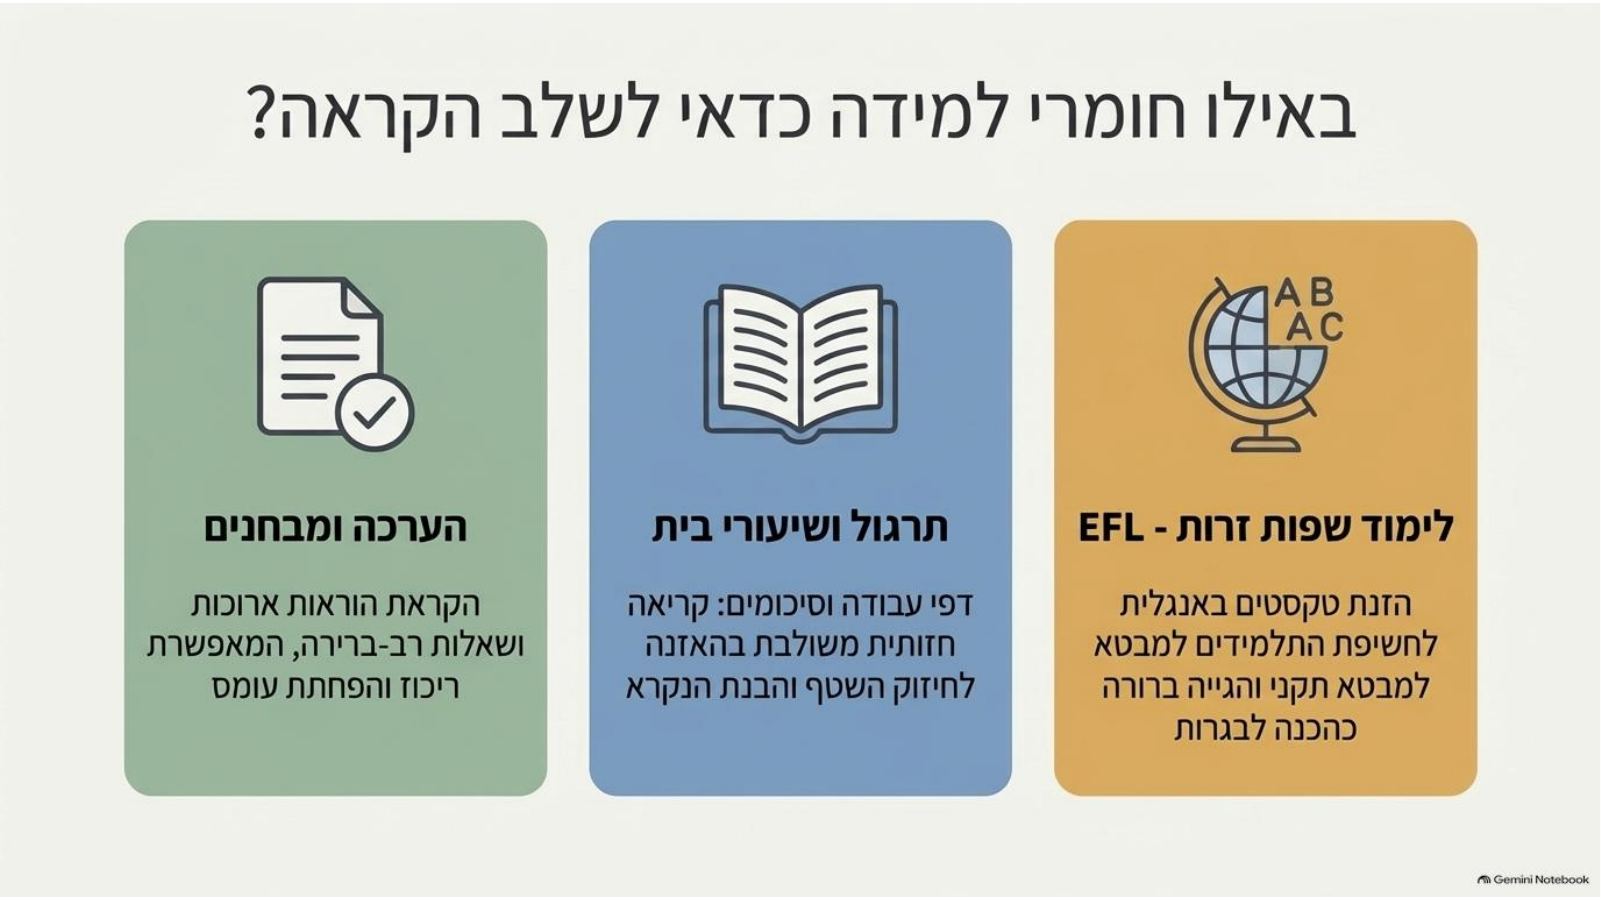 באילו חומרי למידה כדאי לשלב הקראה?
A B
A C
לימוד שפות זרות - EFL
הזנת טקסטים באנגלית
לחשיפת התלמידים למבטא
למבטא תקני והגייה ברורה
כהכנה לבגרות
תרגול ושיעורי בית
דפי עבודה וסיכומים: קריאה
חזותית משולבת בהאזנה
לחיזוק השטף והבנת הנקרא
הערכה ומבחנים
הקראת הוראות ארוכות
ושאלות רב-ברירה, המאפשרת
ריכוז והפחתת עומס
Gemini Notebook